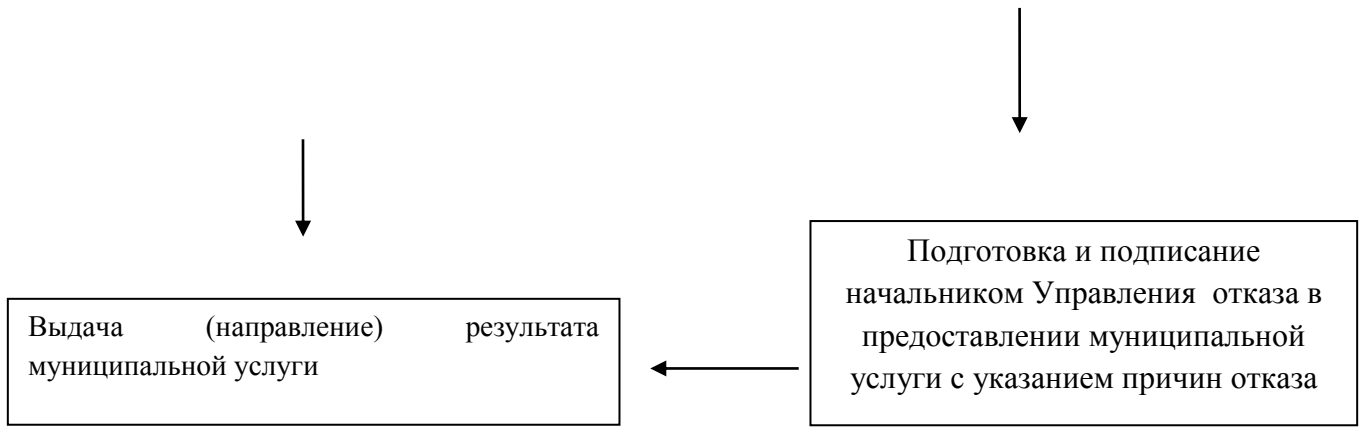 Выдача (направление) результата
муниципальной услуги
Подготовка и подписание
начальником Управления отказа в
предоставлении муниципальной
услуги с указанием причин отказа